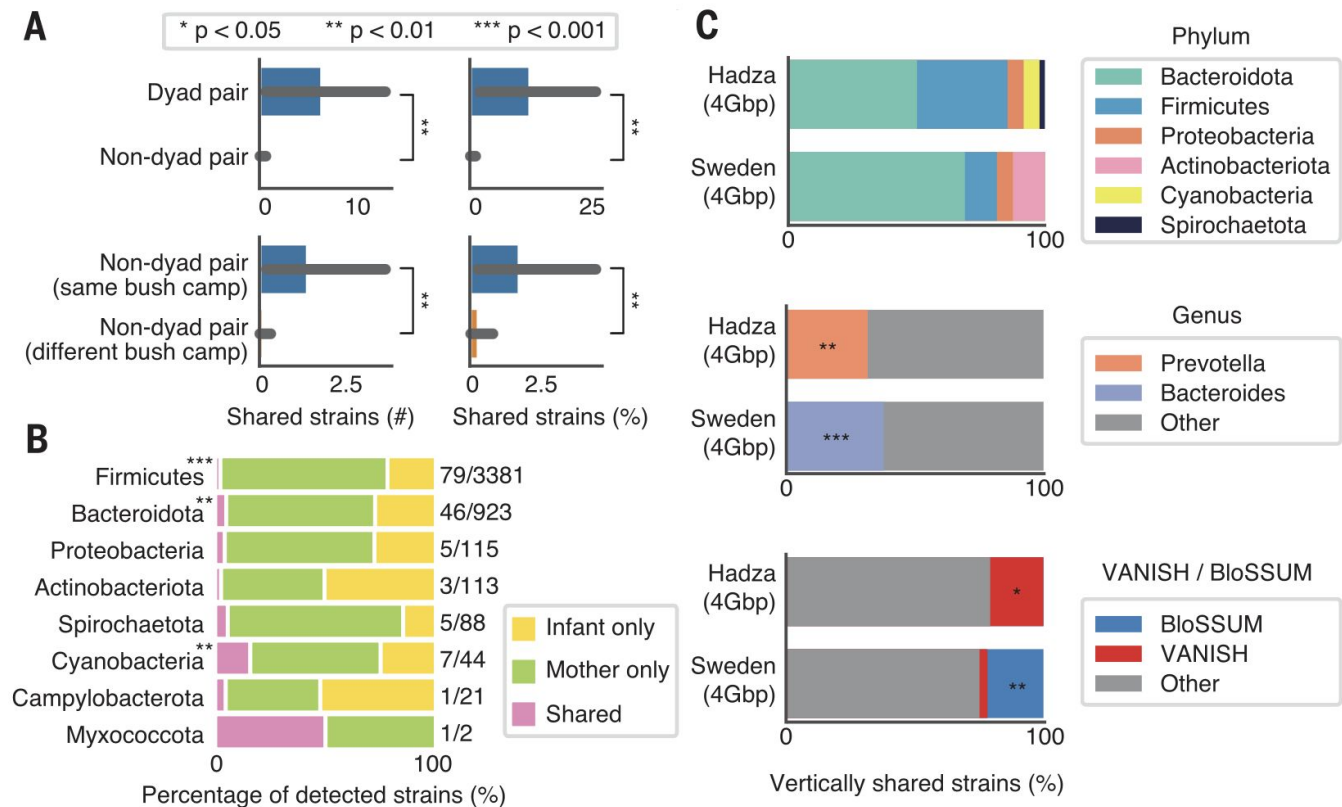 A
* p < 0.05 ** p < 0.01 *** p < 0.001
Dyad pair
**
**
Non-dyad pair
0 10
0 25
Non-dyad pair
(same bush camp)
**
**
Non-dyad pair
(different bush camp)
0 2.5
0 2.5
Shared strains (#)
Shared strains (%)
B
Firmicutes*** 79/3381
Bacteroidota** 46/923
Proteobacteria 5/115
Actinobacteriota 3/113
Spirochaetota 5/88
Cyanobacteria** 7/44
Campylobacterota 1/21
Myxococcota 1/2
0 100
Percentage of detected strains (%)
Infant only
Mother only
Shared
C
Hadza
(4Gbp)
Sweden
(4Gbp)
0 100
Phylum
Bacteroidota
Firmicutes
Proteobacteria
Actinobacteriota
Cyanobacteria
Spirochaetota
Hadza
(4Gbp)
**
Sweden
(4Gbp)
***
0 100
Genus
Prevotella
Bacteroides
Other
Hadza
(4Gbp)
*
Sweden
(4Gbp)
**
0 100
Vertically shared strains (%)
VANISH / BloSSUM
BloSSUM
VANISH
Other